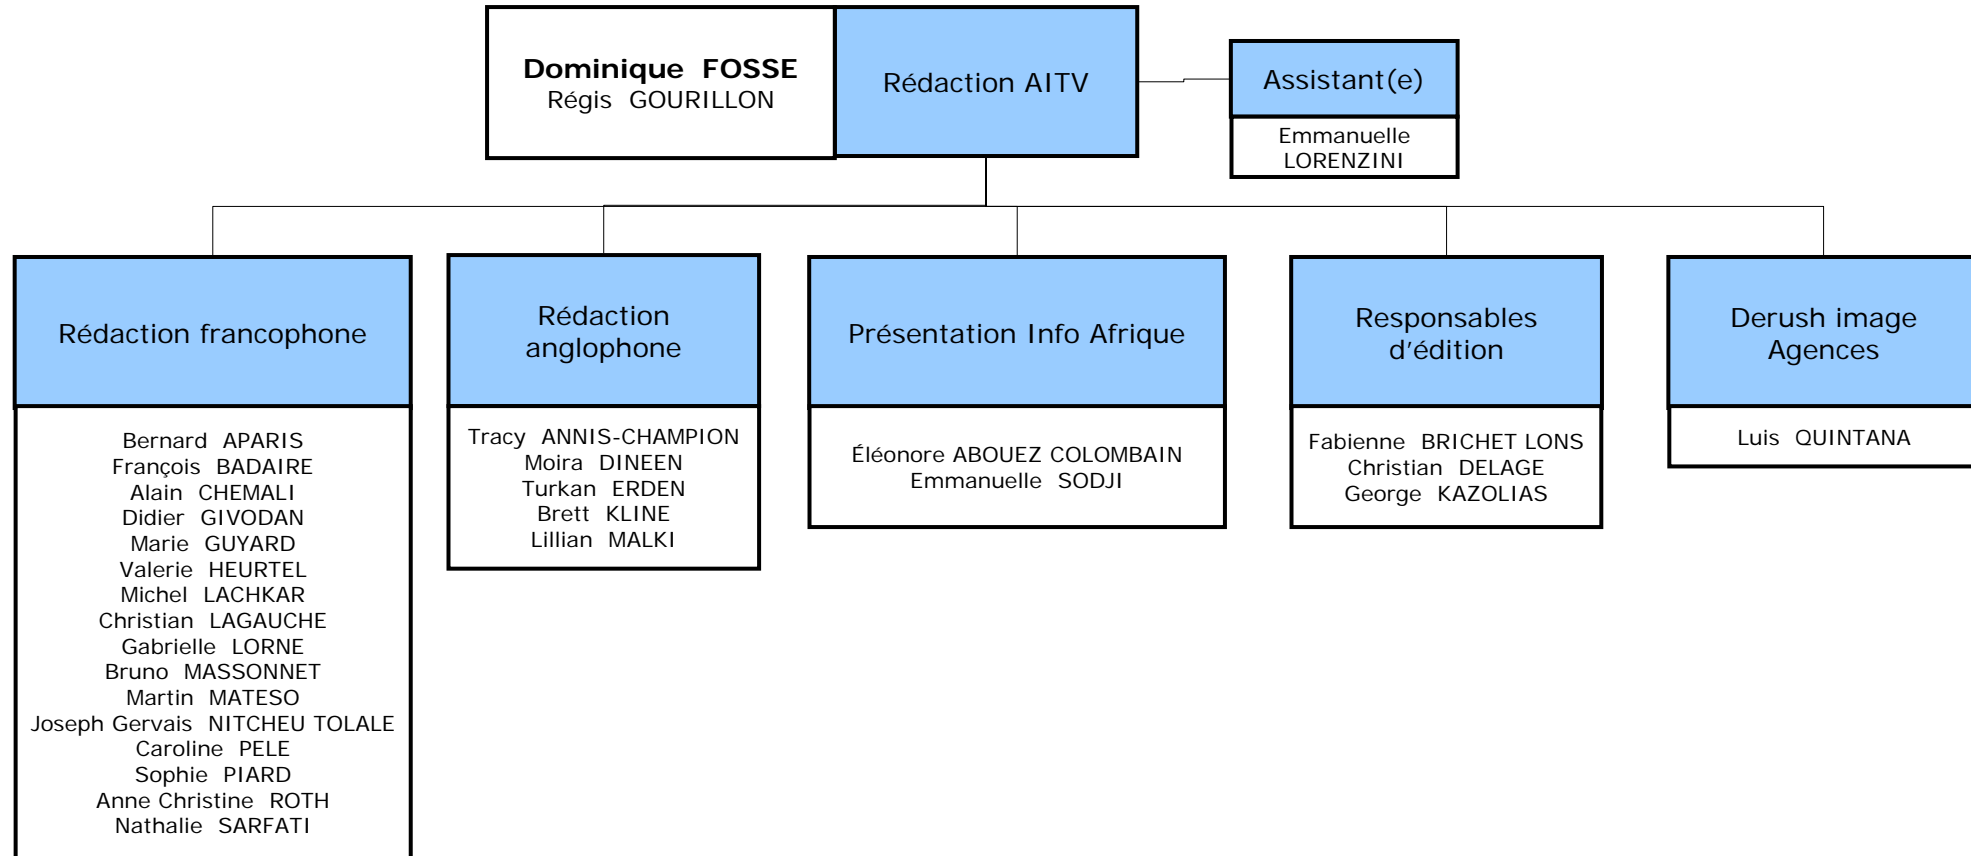 Dominique FOSSE
Régis GOURILLON
Rédaction AITV
Assistant(e)
Emmanuelle
LORENZINI
Rédaction francophone
Bernard APARIS
François BADAIRE
Alain CHEMALI
Didier GIVODAN
Marie GUYARD
Valerie HEURTEL
Michel LACHKAR
Christian LAGAUCHE
Gabrielle LORNE
Bruno MASSONNET
Martin MATESO
Joseph Gervais NITCHEU TOLALE
Caroline PELE
Sophie PIARD
Anne Christine ROTH
Nathalie SARFATI
Rédaction
anglophone
Tracy ANNIS-CHAMPION
Moira DINEEN
Turkan ERDEN
Brett KLINE
Lillian MALKI
Présentation Info Afrique
Éléonore ABOUEZ COLOMBAIN
Emmanuelle SODJI
Responsables
d’édition
Fabienne BRICHET LONS
Christian DELAGE
George KAZOLIAS
Derush image
Agences
Luis QUINTANA